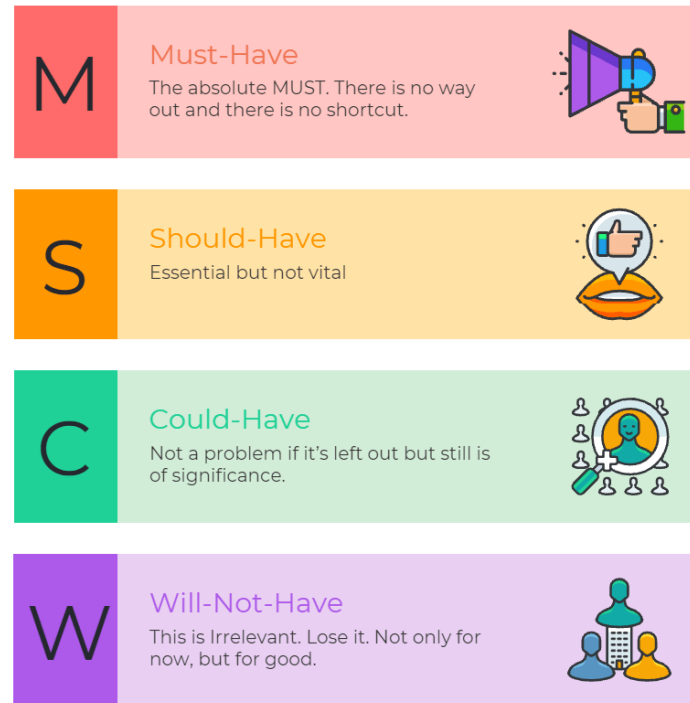 M
Must-Have
The absolute MUST. There is no way
out and there is no shortcut.
S
Should-Have
Essential but not vital
C
Could-Have
Not a problem if it's left out but still is
of significance.
W
Will-Not-Have
This is Irrelevant. Lose it. Not only for
now, but for good.